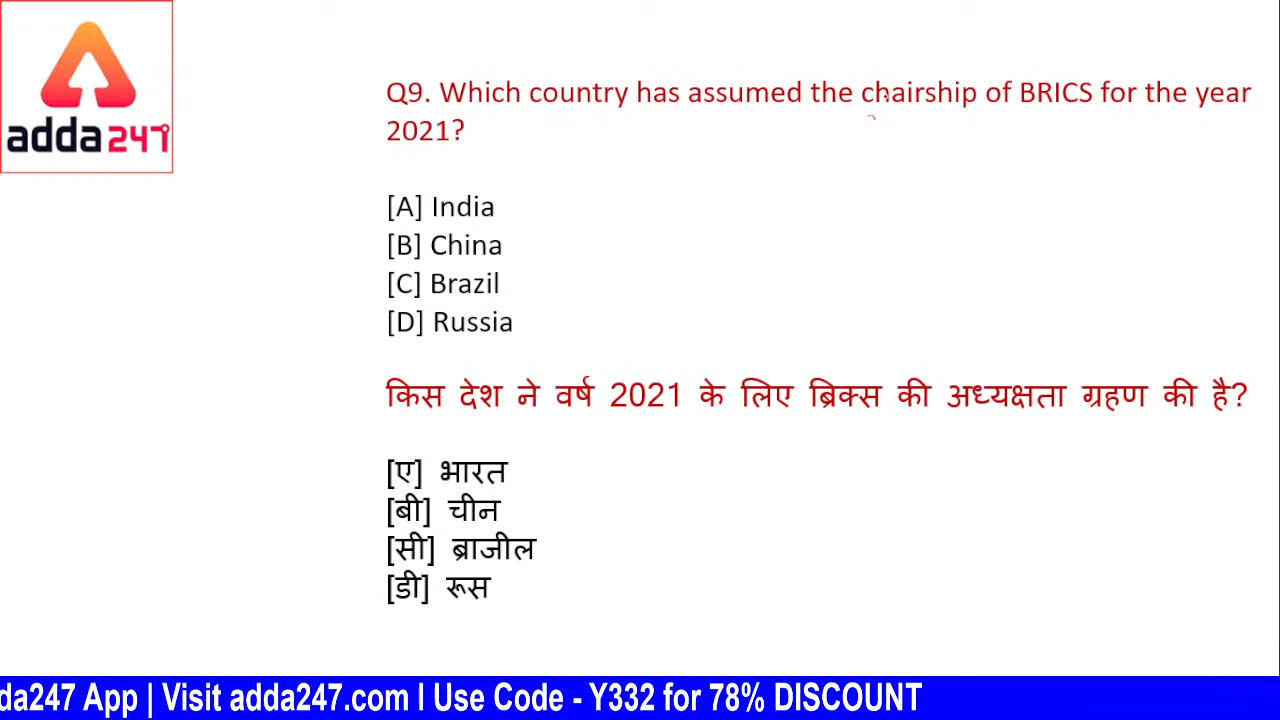 adda247
Q9. Which country has assumed the chairship of BRICS for the year
2021?
[A] India
[B] China
[C] Brazil
[D] Russia
किस देश ने वर्ष 2021 के लिए ब्रिक्स की अध्यक्षता ग्रहण की है?
[ए] भारत
[बी] चीन
[सी] ब्राजील
[डी] रूस
da247 App | Visit adda247.com I Use Code - Y332 for 78% DISCOUNT